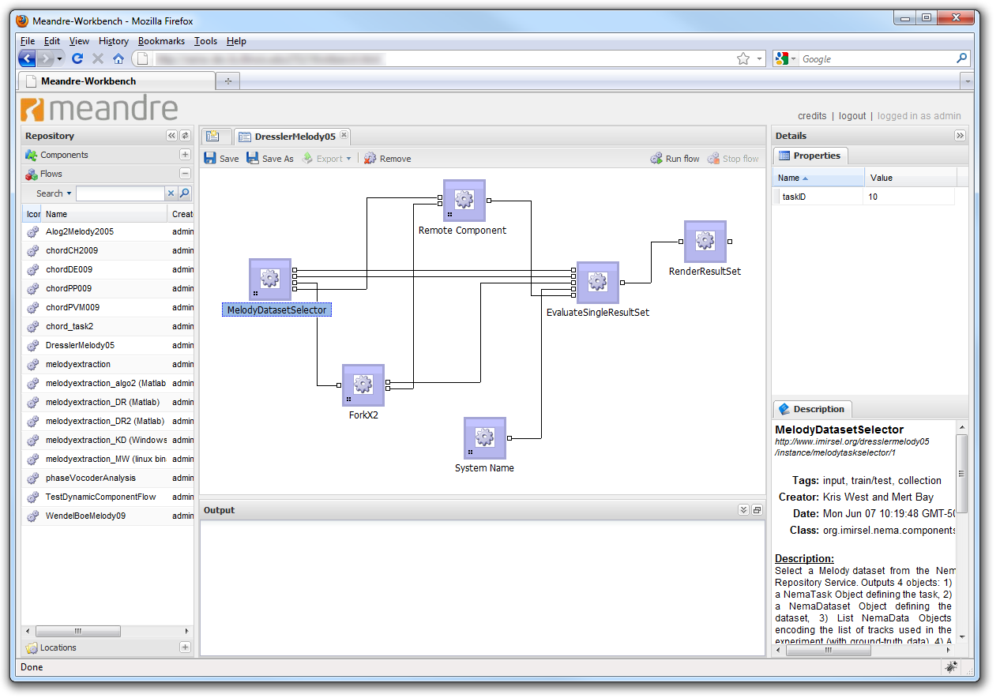 Meandre-Workbench - Mozilla Firefox
File Edit View History Bookmarks Tools Help
Google
Meandre-Workbench
meandre
credits | logout | logged in as admin
Repository
Components
Flows
Search
Icon Name Create
Alog2Melody2005 admin
chordCH2009 admin
chordDE009 admin
chordPP009 admin
chordPVM009 admin
chord_task2 admin
DresslerMelody05 admin
melodyextraction admin
melodyextraction_algo2 (Matlab admin
melodyextraction_DR (Matlab) admin
melodyextraction_DR2 (Matlab) admin
melodyextraction_KD (Windows admin
melodyextraction_MW (linux bin admin
phaseVocoderAnalysis admin
TestDynamicComponentFlow admin
WendelBoeMelody09 admin
Locations
DresslerMelody05
Save Save As Export Remove Run flow Stop flow
Remote Component
RenderResultSet
MelodyDatasetSelector
EvaluateSingleResultSet
ForkX2
System Name
Output
Details
Properties
Name Value
taskID 10
Description
MelodyDatasetSelector
http://www.imirsel.org/dresslermelody05
/instance/melodytaskselector/1
Tags: input, train/test, collection
Creator: Kris West and Mert Bay
Date: Mon Jun 07 10:19:48 GMT-50
Class: org.imirsel.nema.components
Description:
Select a Melody dataset from the Nem
Repository Service. Outputs 4 objects: 1)
a NemaTask Object defining the task, 2)
a NemaDataset Object defining the
dataset, 3) List NemaData Objects
encoding the list of tracks used in the
experiment (with ground-truth data), 4) A
Done